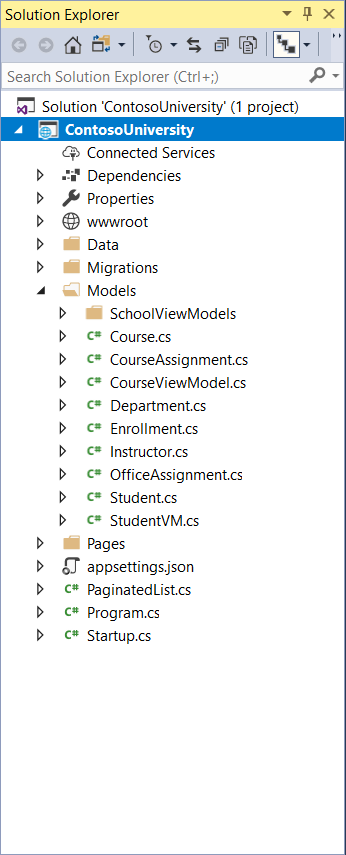 Solution Explorer
Search Solution Explorer (Ctrl+;)
Solution 'ContosoUniversity' (1 project)
ContosoUniversity
Connected Services
Dependencies
Properties
wwwroot
Data
Migrations
Models
SchoolViewModels
C# Course.cs
C# CourseAssignment.cs
C# CourseViewModel.cs
C# Department.cs
C# Enrollment.cs
C# Instructor.cs
C# OfficeAssignment.cs
C# Student.cs
C# StudentVM.cs
Pages
appsettings.json
C# PaginatedList.cs
C# Program.cs
C# Startup.cs